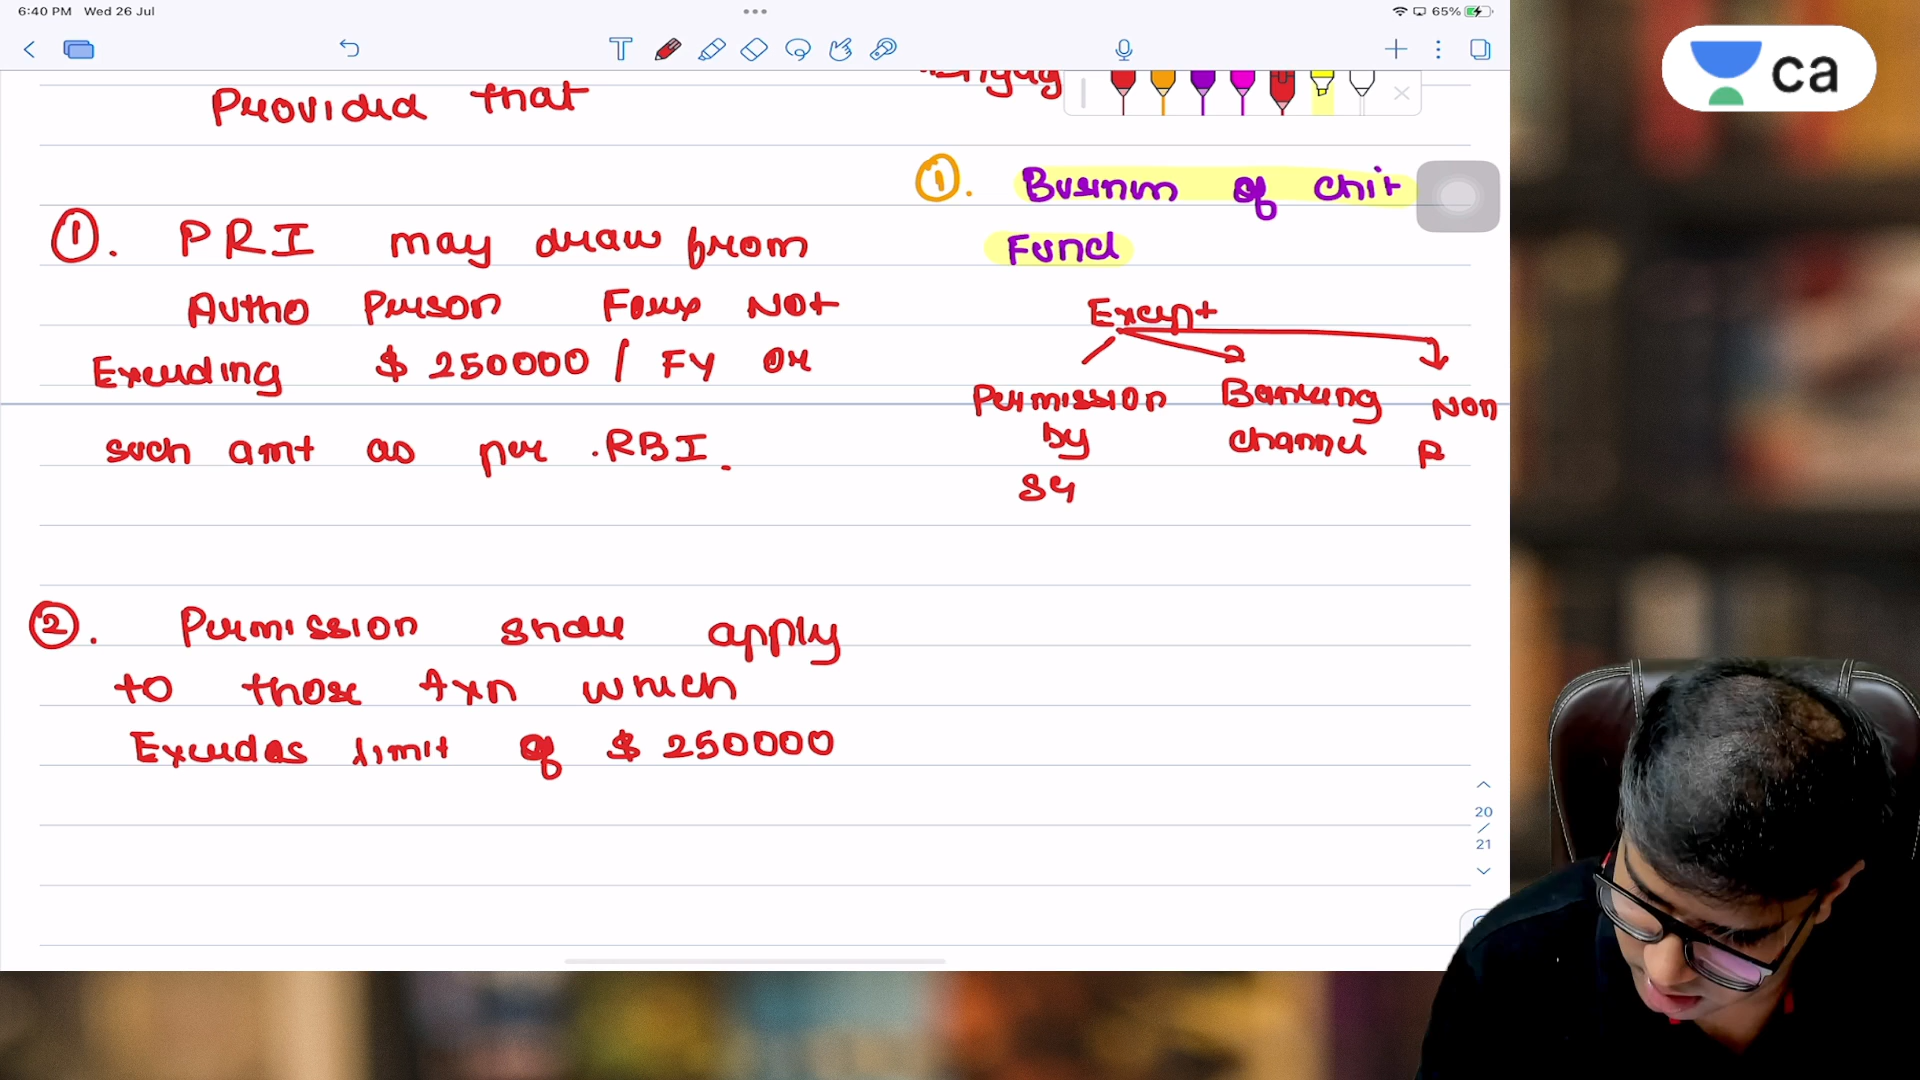 6:40 PM Wed 26 Jul
65%
ca
Provided that
①. PRI may draw from
Autho Person Forex Not
Exceeding $ 250000 / FY or
such amt as per .RBI.
②. Permission shall apply
to those txn which
Exceedes limit of $ 250000
①. Business of chit
Fund
Except
Permission
by
Banking
channel
Non
R
20
/
21